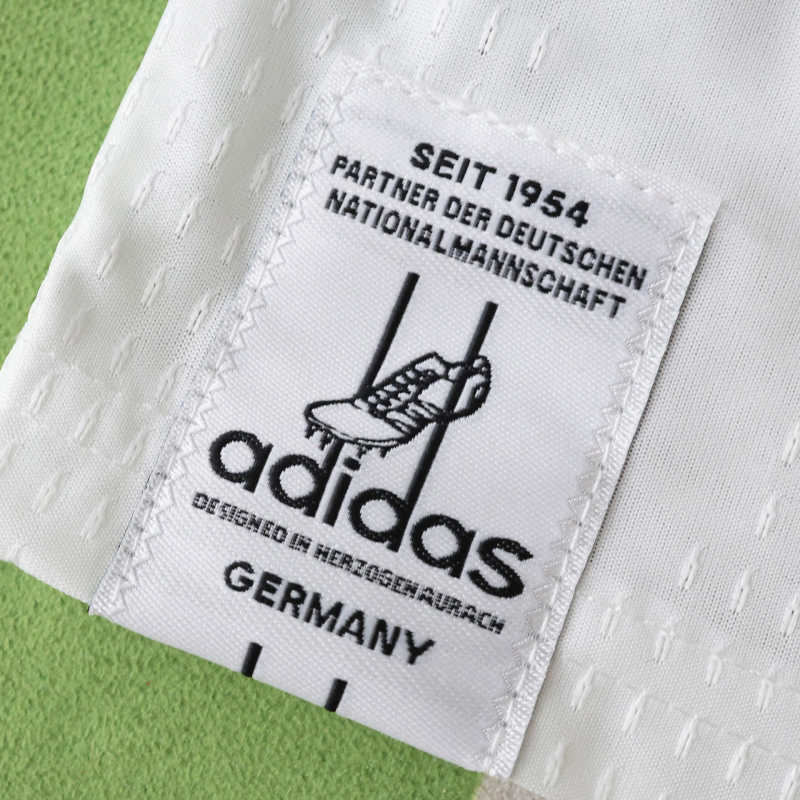 SEIT 1954
PARTNER DER DEUTSCHEN
NATIONALMANNSCHAFT
adidas
DESIGNED IN HERZOGENAURACH
GERMANY